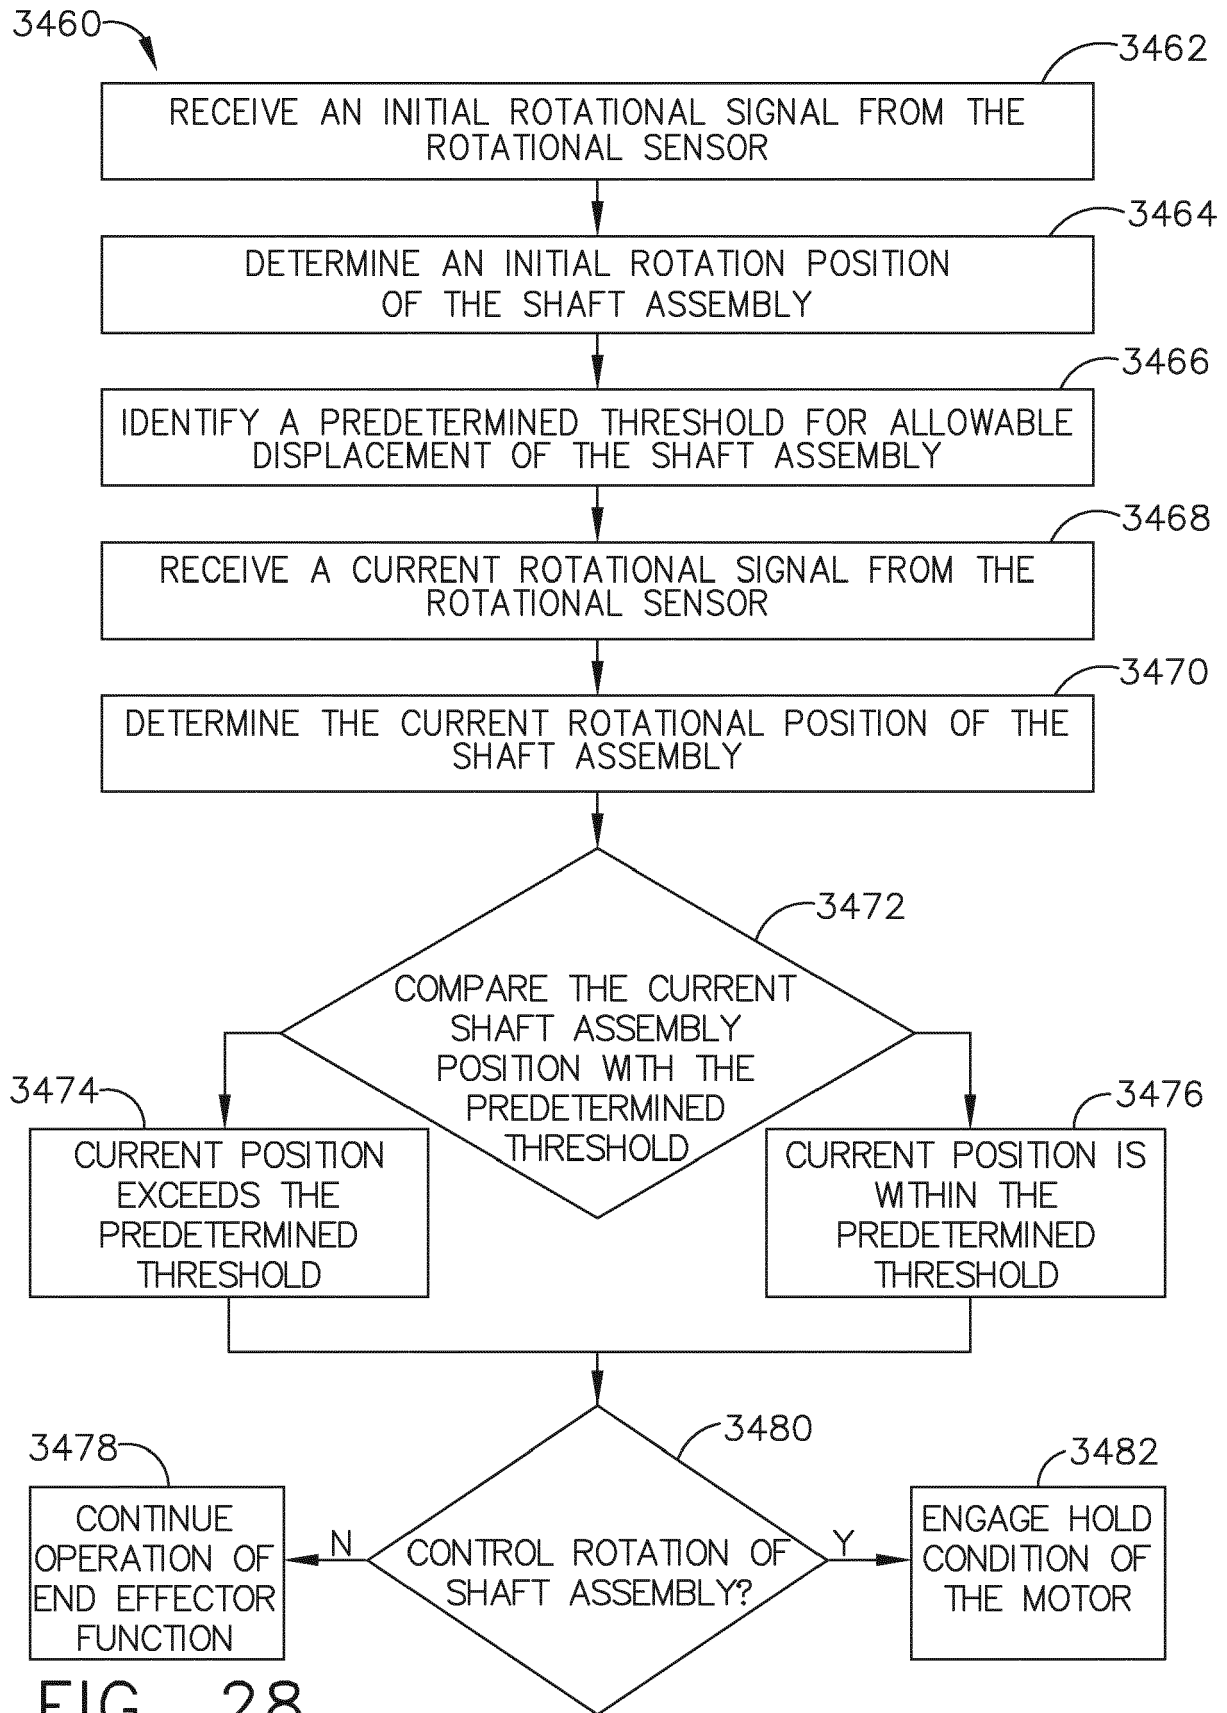 3460
3462
RECEIVE AN INITIAL ROTATIONAL SIGNAL FROM THE
ROTATIONAL SENSOR
3464
DETERMINE AN INITIAL ROTATION POSITION
OF THE SHAFT ASSEMBLY
3466
IDENTIFY A PREDETERMINED THRESHOLD FOR ALLOWABLE
DISPLACEMENT OF THE SHAFT ASSEMBLY
3468
RECEIVE A CURRENT ROTATIONAL SIGNAL FROM THE
ROTATIONAL SENSOR
3470
DETERMINE THE CURRENT ROTATIONAL POSITION OF THE
SHAFT ASSEMBLY
3472
COMPARE THE CURRENT
SHAFT ASSEMBLY
POSITION WITH THE
PREDETERMINED
THRESHOLD
3474
CURRENT POSITION
EXCEEDS THE
PREDETERMINED
THRESHOLD
3476
CURRENT POSITION IS
WITHIN THE
PREDETERMINED
THRESHOLD
3480
CONTROL ROTATION OF
SHAFT ASSEMBLY?
N
Y
3478
CONTINUE
OPERATION OF
END EFFECTOR
FUNCTION
3482
ENGAGE HOLD
CONDITION OF
THE MOTOR
FIG. 28